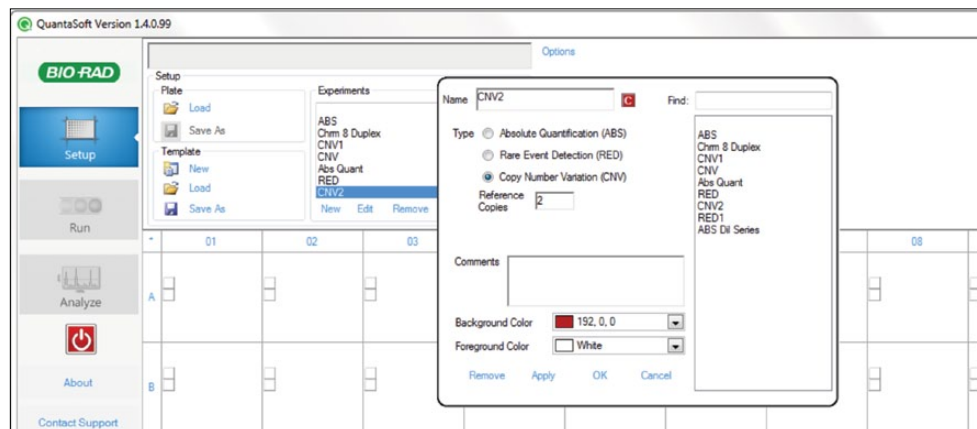 QuantaSoft Version 1.4.0.99
BIO-RAD
Setup
Run
Analyze
About
Contact Support
Options
Setup
Plate
Load
Save As
Template
New
Load
Save As
Experiments
ABS
Chrm 8 Duplex
CNV1
CNV
Abs Quant
RED
CNV2
New Edit Remove
Name CNV2 C Find:
Type Absolute Quantification (ABS)
Rare Event Detection (RED)
Copy Number Variation (CNV)
Reference
Copies 2
Comments
Background Color 192, 0, 0
Foreground Color White
Remove Apply OK Cancel
ABS
Chrm 8 Duplex
CNV1
CNV
Abs Quant
RED
CNV2
RED1
ABS Dil Series
- 01 02 03 08
A
B